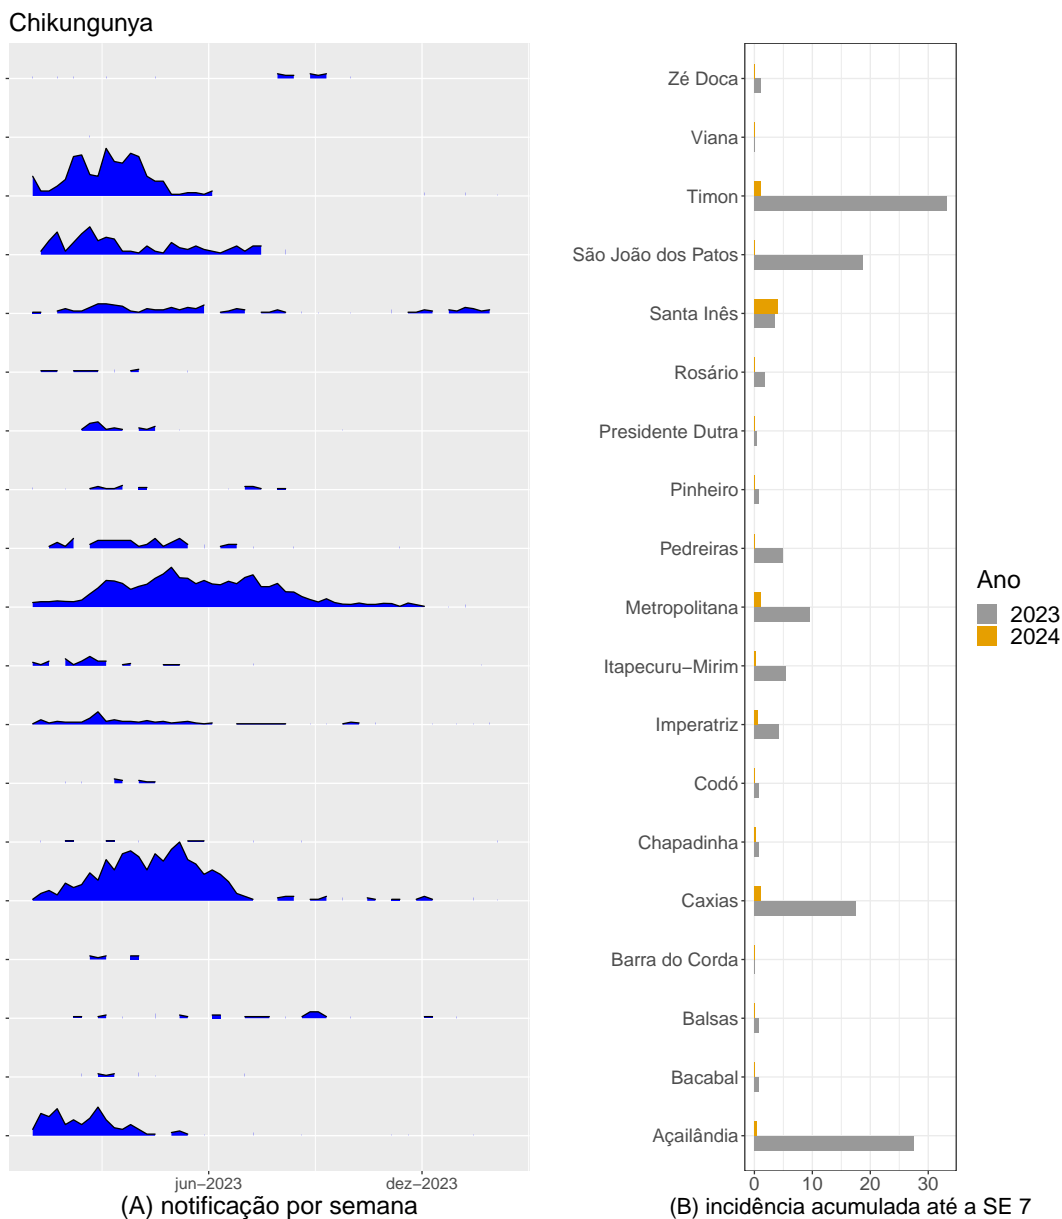 Chikungunya
Zé Doca
Viana
Timon
São João dos Patos
Santa Inês
Rosário
Presidente Dutra
Pinheiro
Pedreiras
Metropolitana
Itapecuru−Mirim
Imperatriz
Codó
Chapadinha
Caxias
Barra do Corda
Balsas
Bacabal
Açailândia
Ano
2023
2024
jun−2023 dez−2023
0 10 20 30
(A) notificação por semana
(B) incidência acumulada até a SE 7